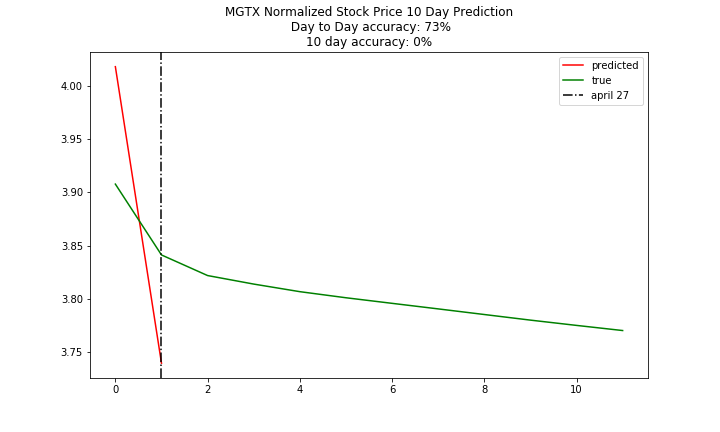 MGTX Normalized Stock Price 10 Day Prediction
Day to Day accuracy: 73%
10 day accuracy: 0%
predicted
true
april 27
4.00
3.95
3.90
3.85
3.80
3.75
0 2 4 6 8 10